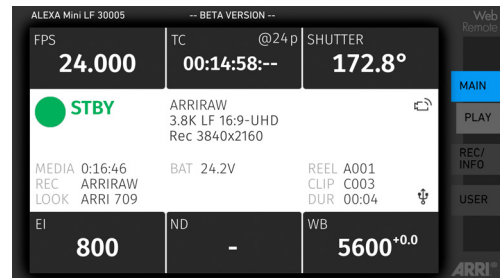 ALEXA Mini LF 30005 -- BETA VERSION -- Web
Remote
FPS TC @24p SHUTTER
24.000 00:14:58:-- 172.8°
MAIN
STBY ARRIRAW
3.8K LF 16:9-UHD
Rec 3840x2160
PLAY
MEDIA 0:16:46 BAT 24.2V REEL A001
REC ARRIRAW CLIP C003
LOOK ARRI 709 DUR 00:04
REC/
INFO
USER
EI ND WB
800 - 5600+0.0
ARRI®